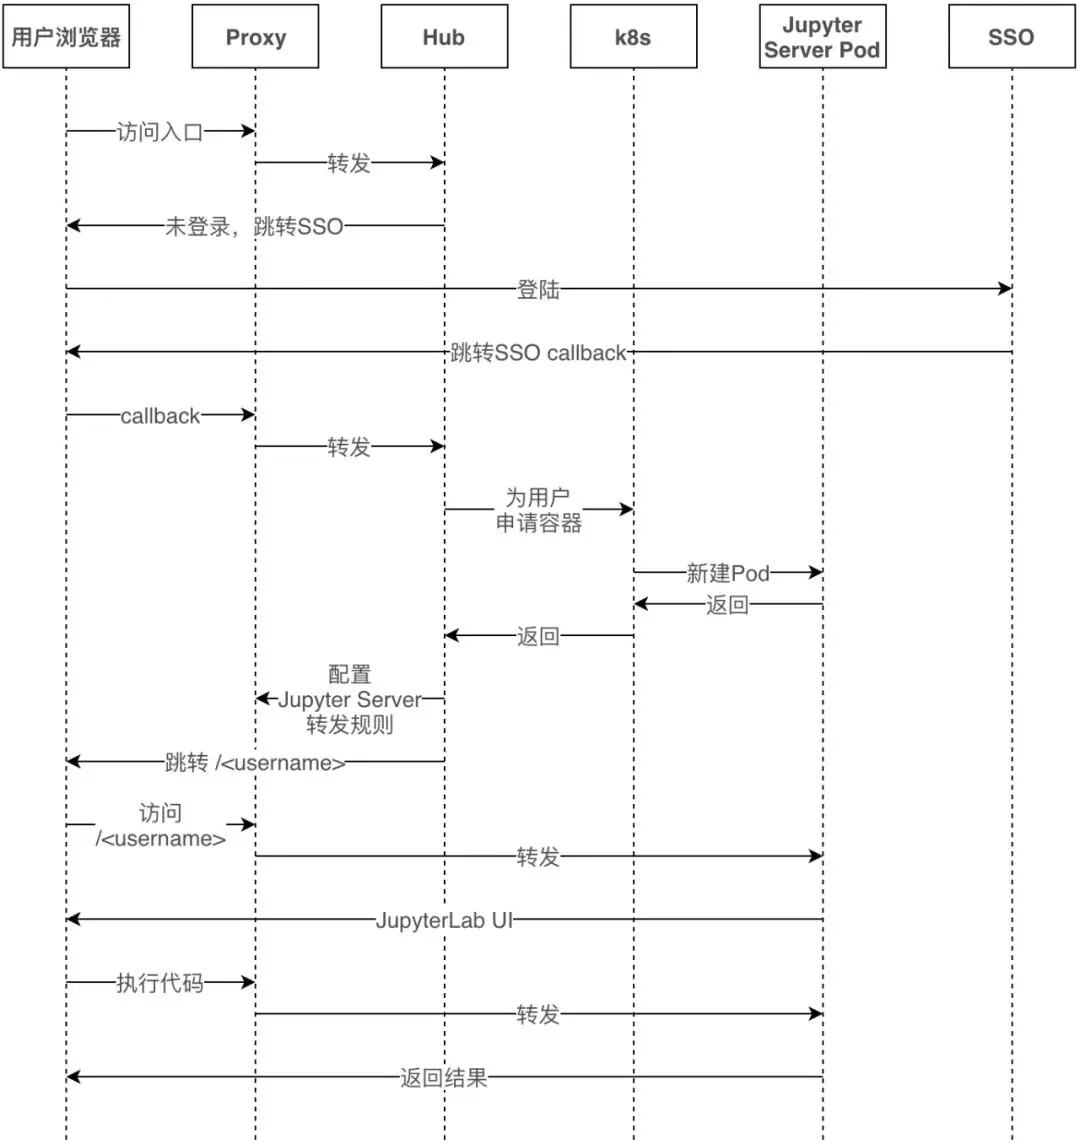 用户浏览器
Proxy
Hub
k8s
Jupyter
Server Pod
SSO
访问入口
转发
未登录，跳转SSO
登陆
跳转SSO callback
callback
转发
为用户
申请容器
新建Pod
返回
返回
配置
Jupyter Server
转发规则
跳转 /<username>
访问
/<username>
转发
JupyterLab UI
执行代码
转发
返回结果